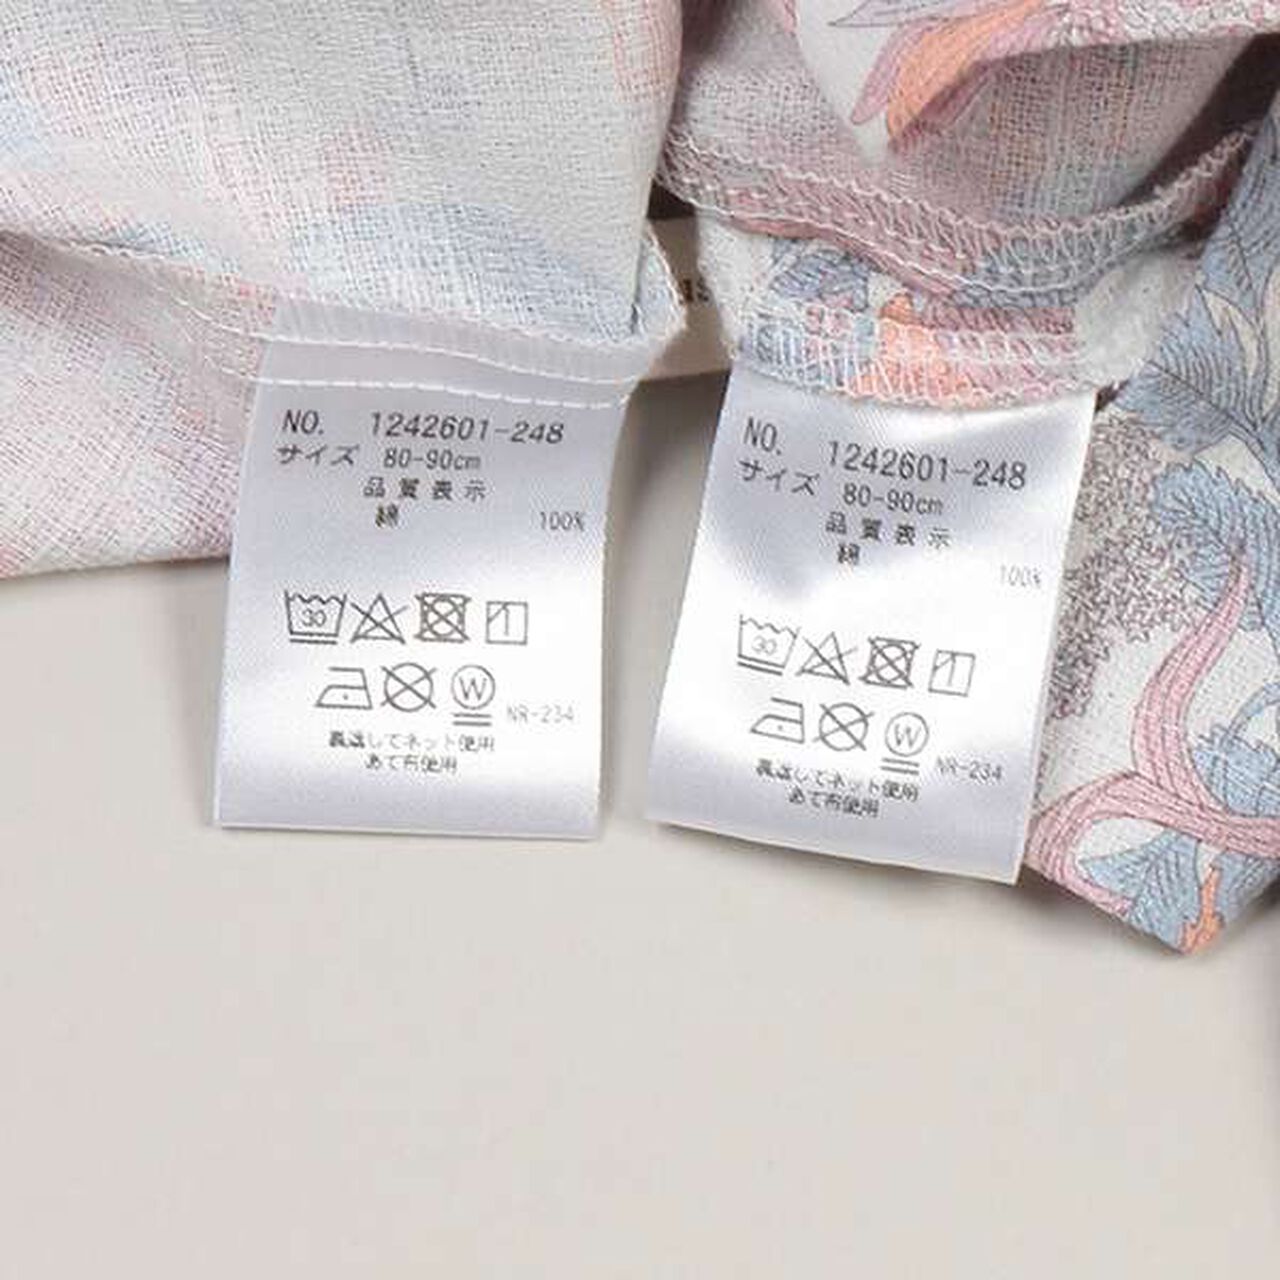 NO. 1242601-248
サイズ 80-90cm
品質表示
綿 100%
30
W NR-234
裏返してネット使用
あて布使用
NO. 1242601-248
サイズ 80-90cm
品質表示
綿 100%
30
W NR-234
裏返してネット使用
あて布使用